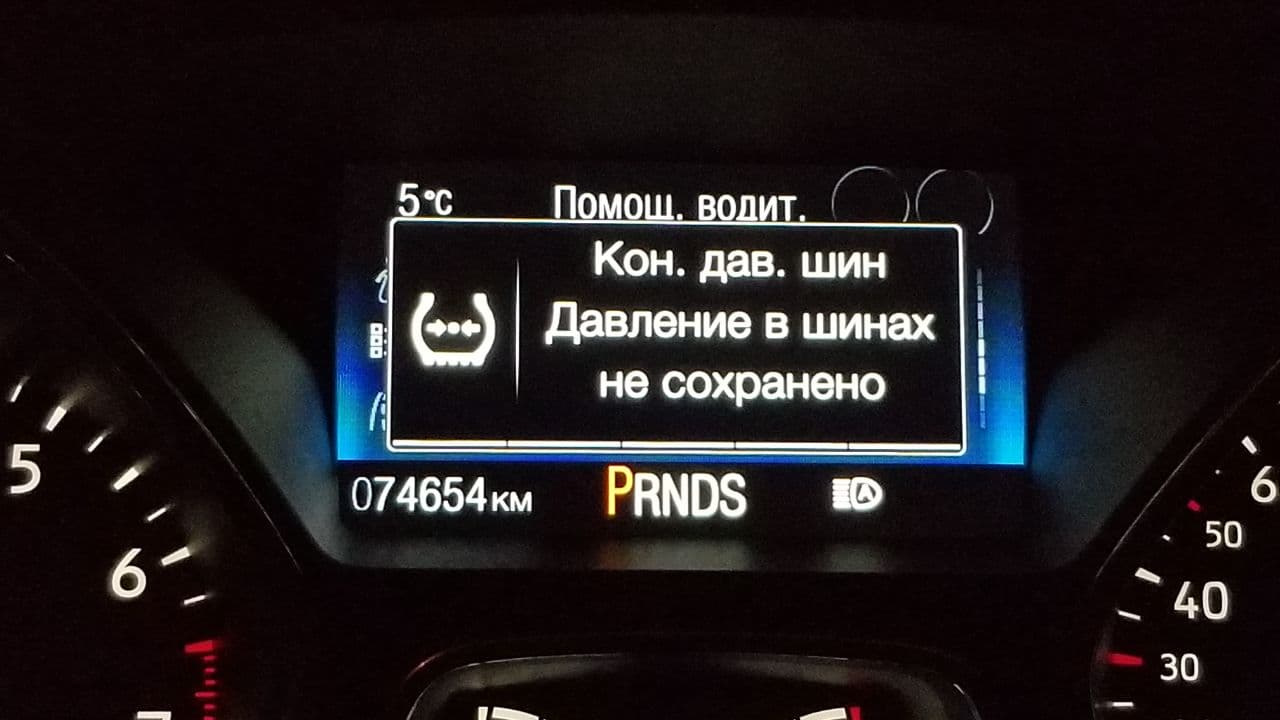 5°C Помощ. водит.
Кон. дав. шин
Давление в шинах
не сохранено
074654км PRNDS A
5
6
6
50
40
30